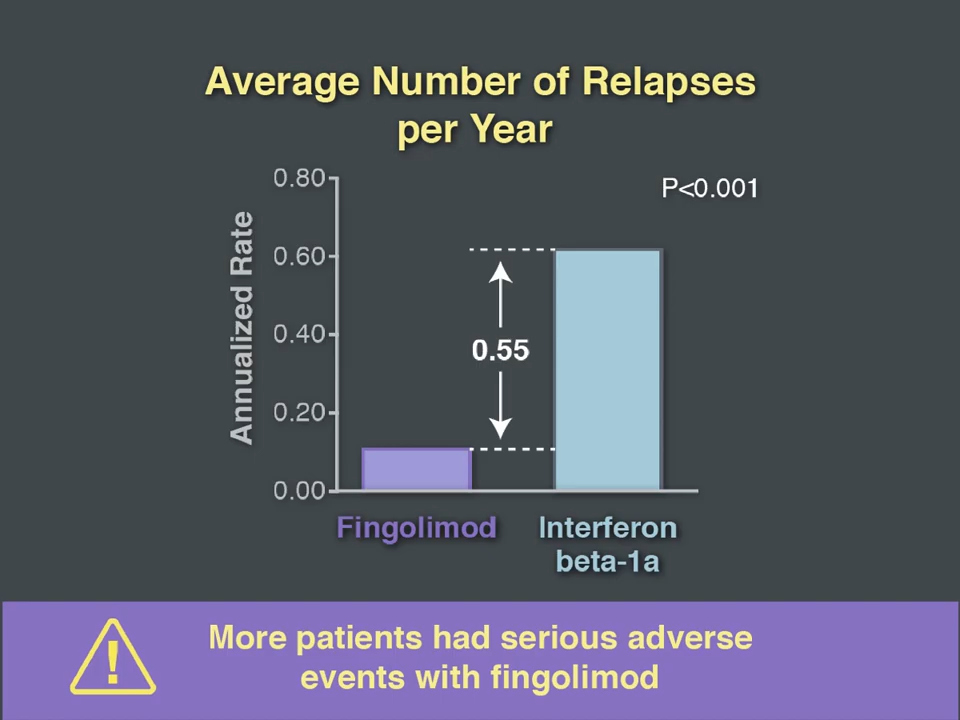 Average Number of Relapses
per Year
P<0.001
Annualized Rate
0.80
0.60
0.40
0.20
0.00
0.55
Fingolimod
Interferon
beta-1a
More patients had serious adverse
events with fingolimod